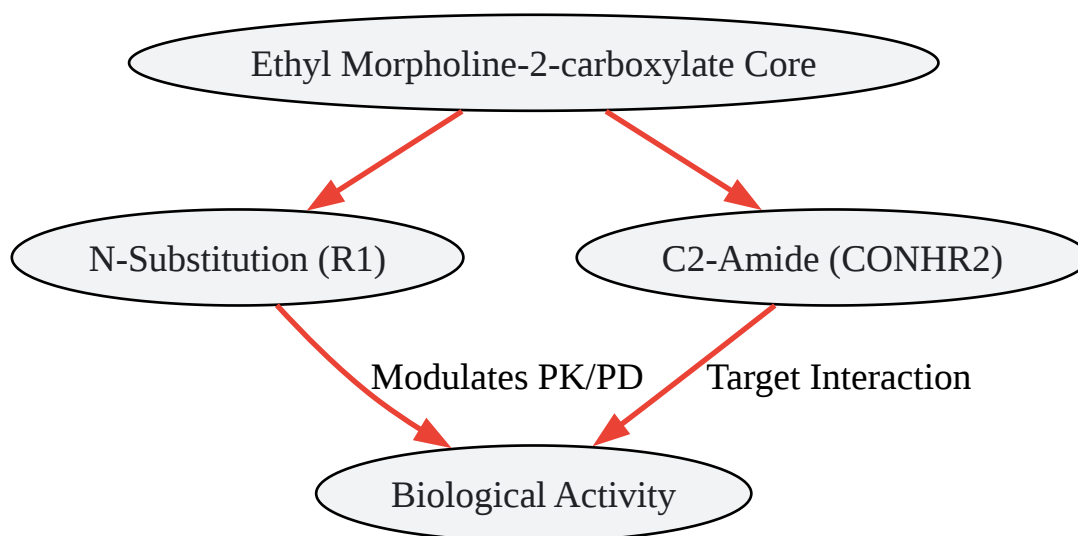 Ethyl Morpholine-2-carboxylate Core
N-Substitution (R1)
C2-Amide (CONHR2)
Modulates PK/PD
Target Interaction
Biological Activity